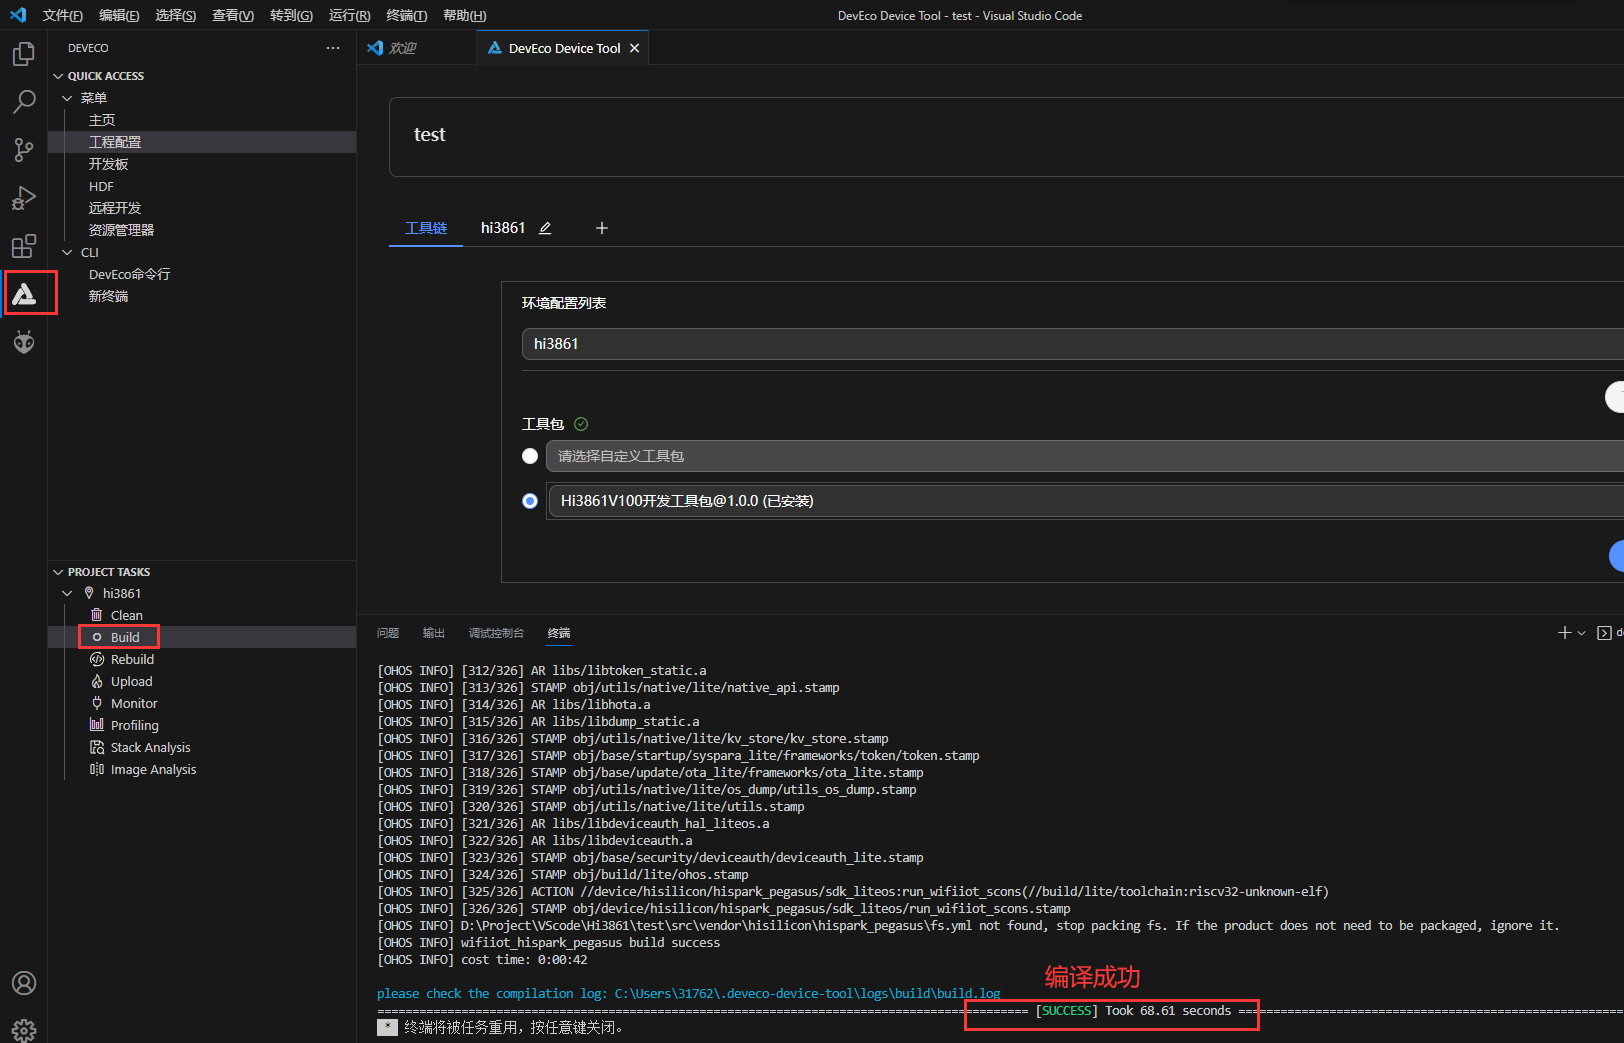 文件(F) 编辑(E) 选择(S) 查看(V) 转到(G) 运行(R) 终端(T) 帮助(H)
DevEco Device Tool - test - Visual Studio Code
DEVECO
欢迎
DevEco Device Tool
QUICK ACCESS
菜单
主页
工程配置
开发板
HDF
远程开发
资源管理器
CLI
DevEco命令行
新终端
test
工具链 hi3861 +
环境配置列表
hi3861
工具包
请选择自定义工具包
Hi3861V100开发工具包@1.0.0 (已安装)
PROJECT TASKS
hi3861
Clean
Build
Rebuild
Upload
Monitor
Profiling
Stack Analysis
Image Analysis
问题 输出 调试控制台 终端
[OHOS INFO] [312/326] AR libs/libtoken_static.a
[OHOS INFO] [313/326] STAMP obj/utils/native/lite/native_api.stamp
[OHOS INFO] [314/326] AR libs/libhota.a
[OHOS INFO] [315/326] AR libs/libdump_static.a
[OHOS INFO] [316/326] STAMP obj/utils/native/lite/kv_store/kv_store.stamp
[OHOS INFO] [317/326] STAMP obj/base/startup/syspara_lite/frameworks/token/token.stamp
[OHOS INFO] [318/326] STAMP obj/base/update/ota_lite/frameworks/ota_lite.stamp
[OHOS INFO] [319/326] STAMP obj/utils/native/lite/os_dump/utils_os_dump.stamp
[OHOS INFO] [320/326] STAMP obj/utils/native/lite/utils.stamp
[OHOS INFO] [321/326] AR libs/libdeviceauth_hal_liteos.a
[OHOS INFO] [322/326] AR libs/libdeviceauth.a
[OHOS INFO] [323/326] STAMP obj/base/security/deviceauth/deviceauth_lite.stamp
[OHOS INFO] [324/326] STAMP obj/build/lite/ohos.stamp
[OHOS INFO] [325/326] ACTION //device/hisilicon/hispark_pegasus/sdk_liteos:run_wifiiot_scons(//build/lite/toolchain:riscv32-unknown-elf)
[OHOS INFO] [326/326] STAMP obj/device/hisilicon/hispark_pegasus/sdk_liteos/run_wifiiot_scons.stamp
[OHOS INFO] D:\Project\VScode\Hi3861\test\src\vendor\hisilicon\hispark_pegasus\fs.yml not found, stop packing fs. If the product does not need to be packaged, ignore it.
[OHOS INFO] wifiiot_hispark_pegasus build success
[OHOS INFO] cost time: 0:00:42
编译成功
please check the compilation log: C:\Users\31762\.deveco-device-tool\logs\build\build.log
[SUCCESS] Took 68.61 seconds
* 终端将被任务重用，按任意键关闭。